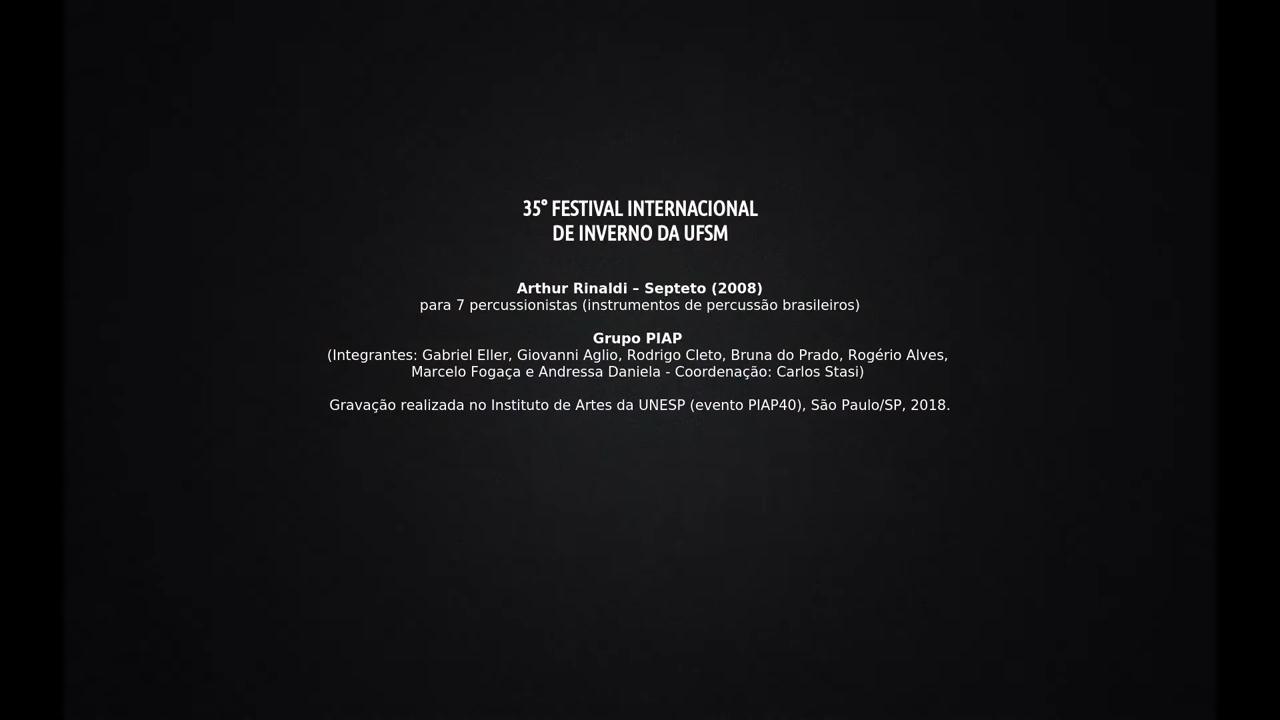 35° FESTIVAL INTERNACIONAL
DE INVERNO DA UFSM
Arthur Rinaldi – Septeto (2008)
para 7 percussionistas (instrumentos de percussão brasileiros)
Grupo PIAP
(Integrantes: Gabriel Eller, Giovanni Aglio, Rodrigo Cleto, Bruna do Prado, Rogério Alves,
Marcelo Fogaça e Andressa Daniela - Coordenação: Carlos Stasi)
Gravação realizada no Instituto de Artes da UNESP (evento PIAP40), São Paulo/SP, 2018.